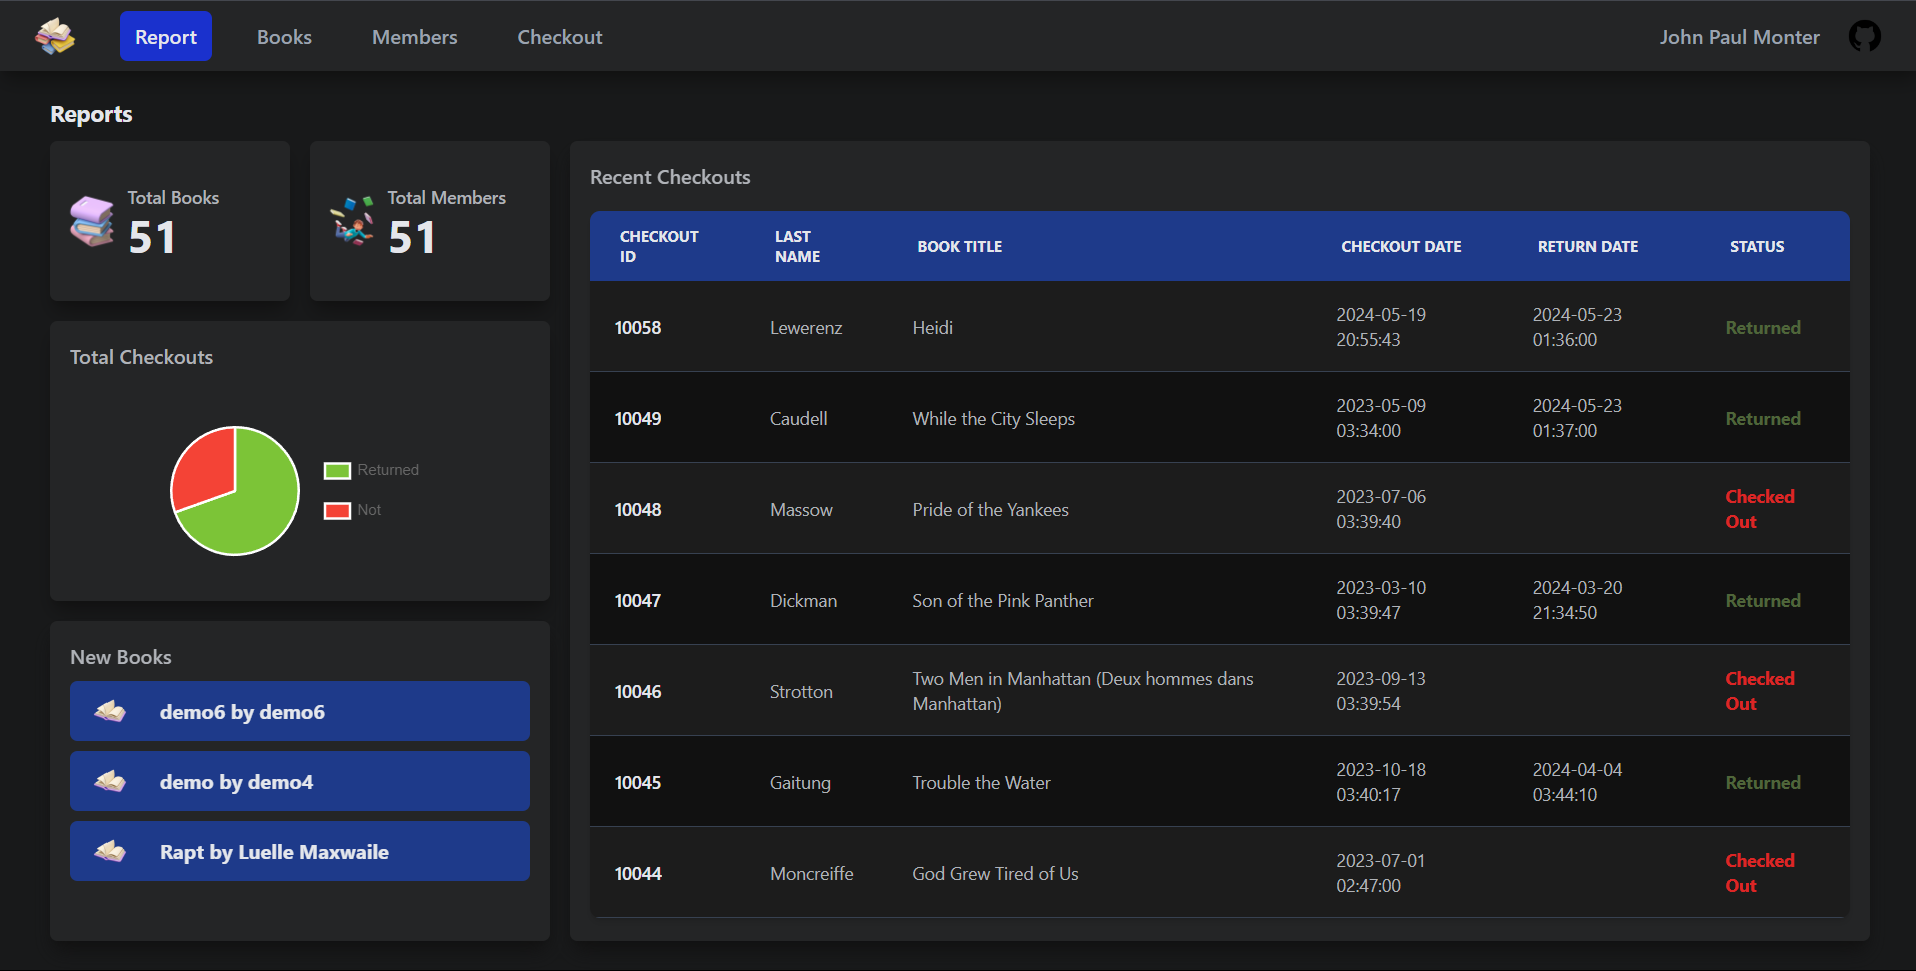 Report Books Members Checkout John Paul Monter
Reports
Total Books
51
Total Members
51
Total Checkouts
Returned
Not
New Books
demo6 by demo6
demo by demo4
Rapt by Luelle Maxwaile
Recent Checkouts
CHECKOUT ID LAST NAME BOOK TITLE CHECKOUT DATE RETURN DATE STATUS
10058 Lewerenz Heidi 2024-05-19 20:55:43 2024-05-23 01:36:00 Returned
10049 Caudell While the City Sleeps 2023-05-09 03:34:00 2024-05-23 01:37:00 Returned
10048 Massow Pride of the Yankees 2023-07-06 03:39:40 Checked Out
10047 Dickman Son of the Pink Panther 2023-03-10 03:39:47 2024-03-20 21:34:50 Returned
10046 Strotton Two Men in Manhattan (Deux hommes dans Manhattan) 2023-09-13 03:39:54 Checked Out
10045 Gaitung Trouble the Water 2023-10-18 03:40:17 2024-04-04 03:44:10 Returned
10044 Moncreiffe God Grew Tired of Us 2023-07-01 02:47:00 Checked Out